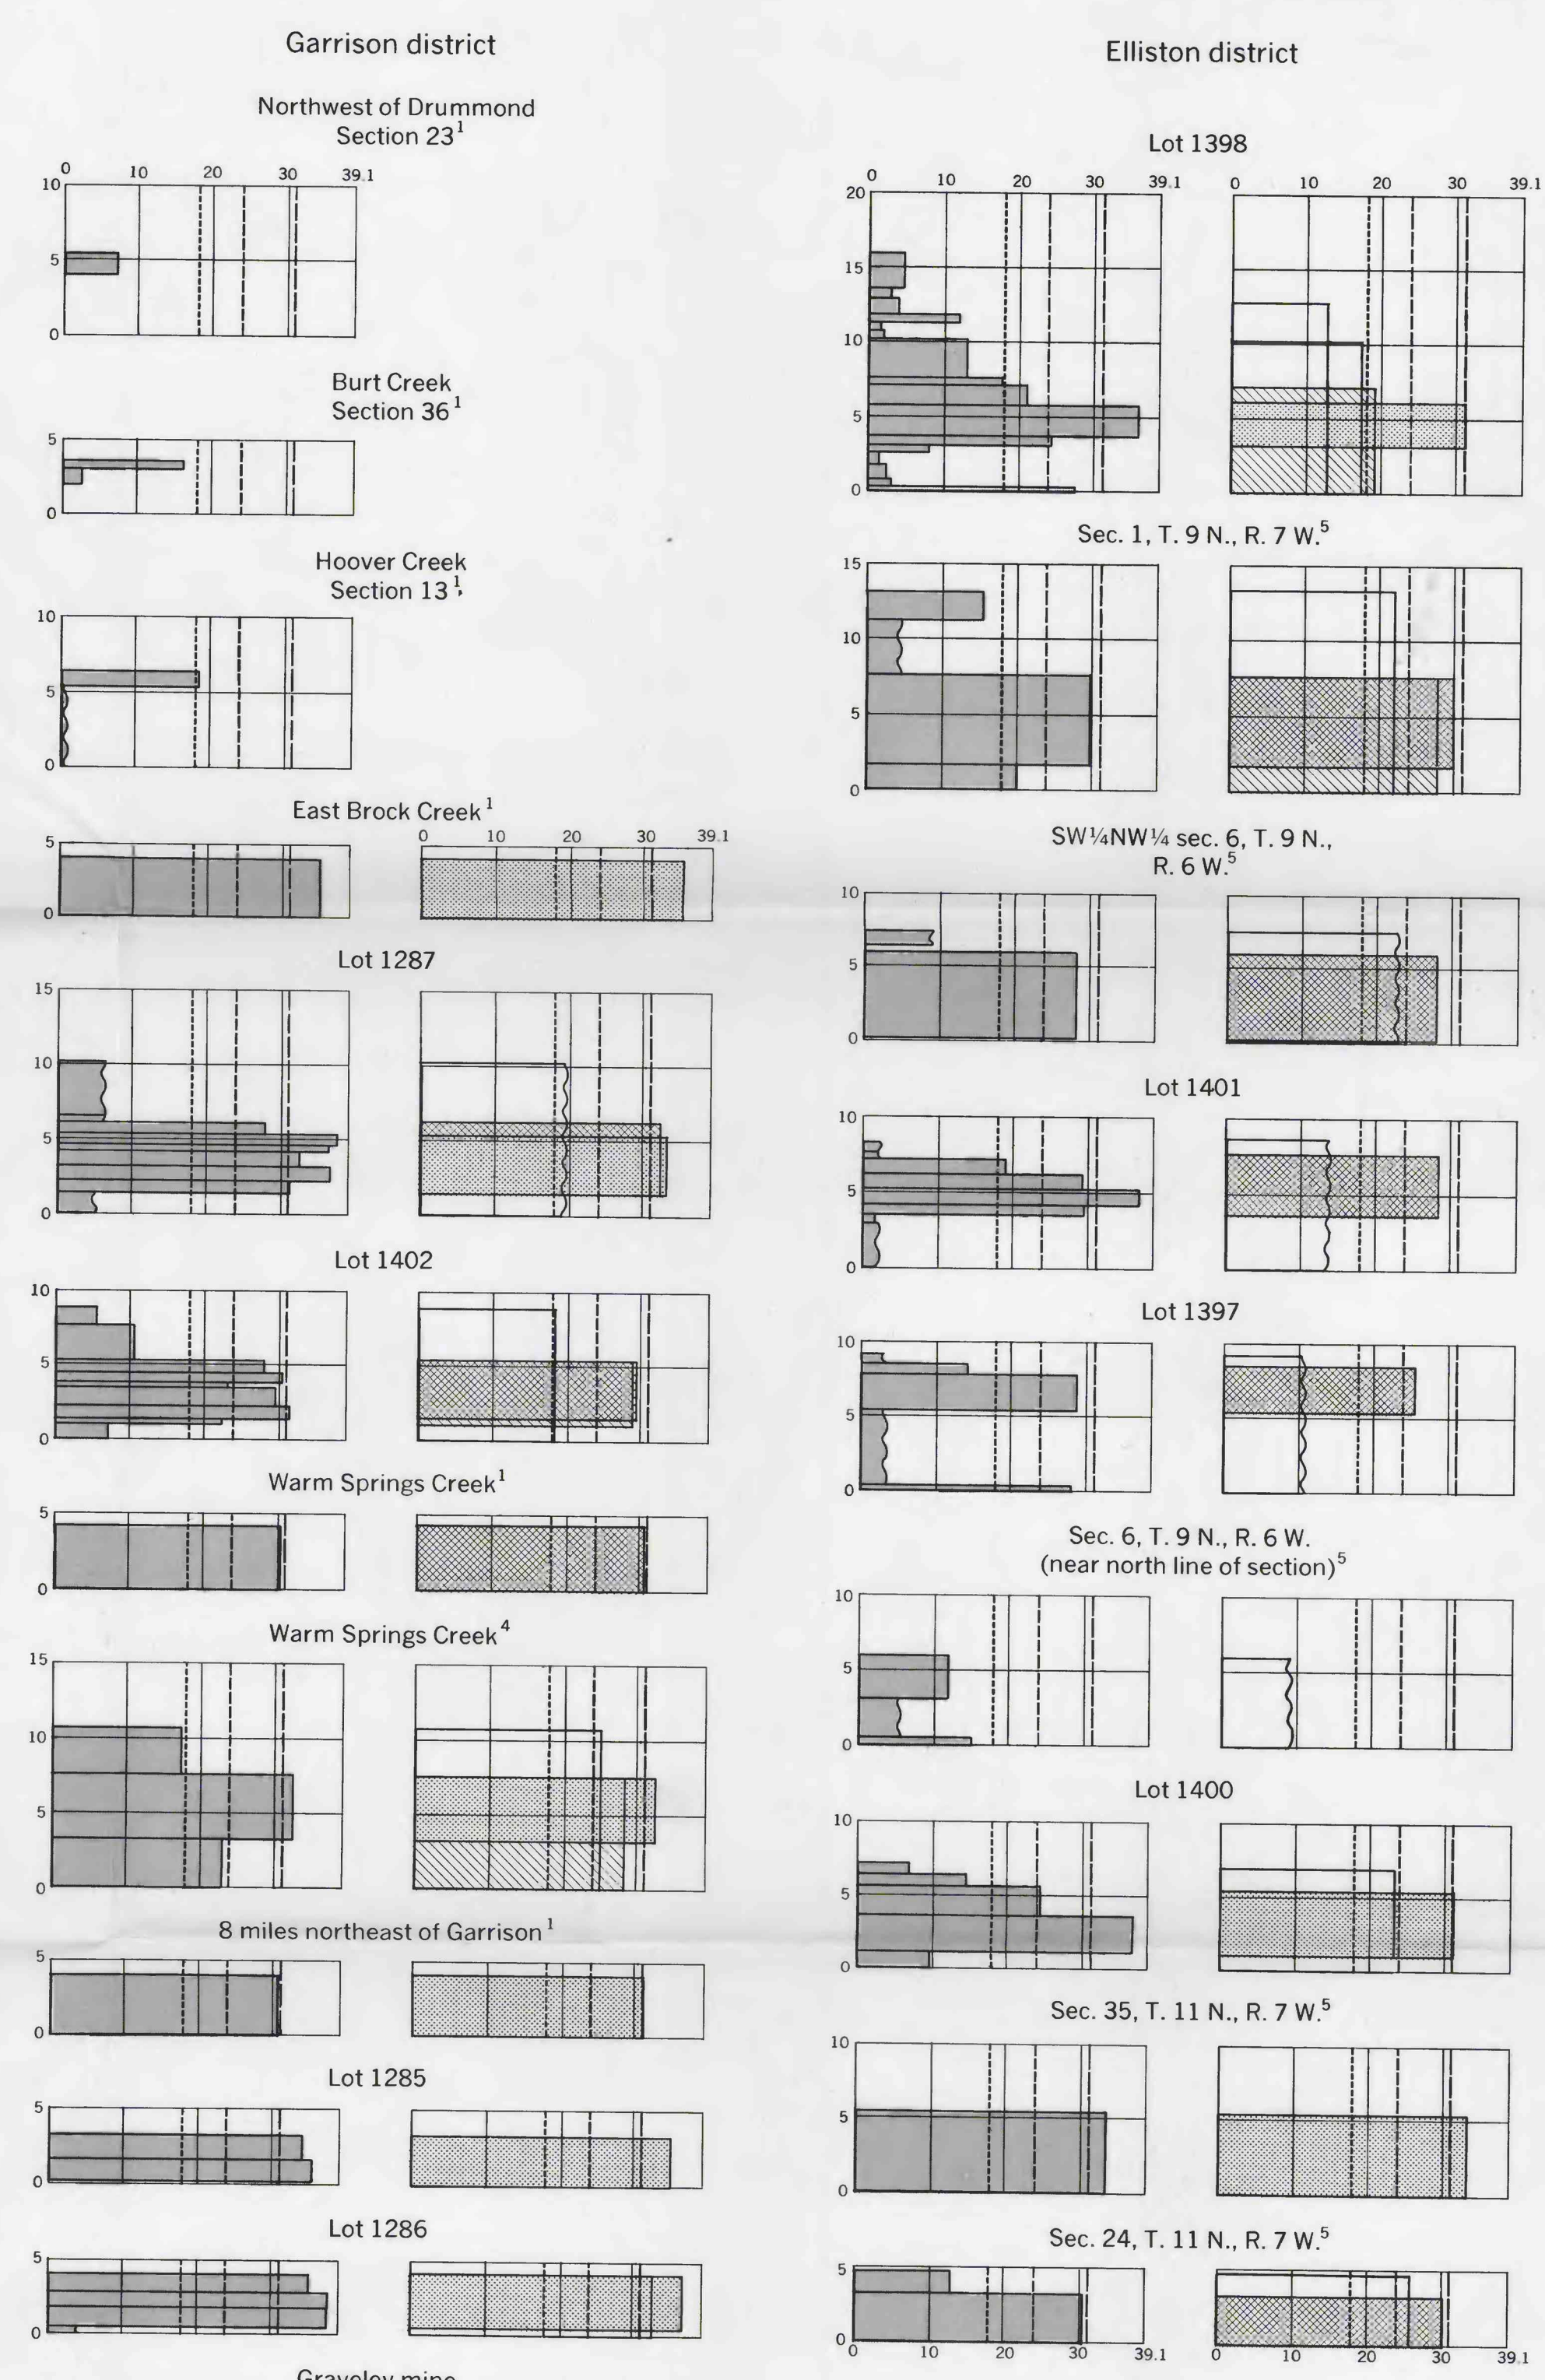 Garrison district
Northwest of Drummond
Section 23¹
0 10 20 30 39.1
10
5
0
Burt Creek
Section 36¹
5
0
Hoover Creek
Section 13¹
10
5
0
East Brock Creek¹
0 10 20 30 39.1
5
0
Lot 1287
15
10
5
0
Lot 1402
10
5
0
Warm Springs Creek¹
5
0
Warm Springs Creek⁴
15
10
5
0
8 miles northeast of Garrison¹
5
0
Lot 1285
5
0
Lot 1286
5
0
Graveley mine
Elliston district
Lot 1398
0 10 20 30 39.1 0 10 20 30 39.1
20
15
10
5
0
Sec. 1, T. 9 N., R. 7 W.⁵
15
10
5
0
SW¼NW¼ sec. 6, T. 9 N.,
R. 6 W.⁵
10
5
0
Lot 1401
10
5
0
Lot 1397
10
5
0
Sec. 6, T. 9 N., R. 6 W.
(near north line of section)⁵
10
5
0
Lot 1400
10
5
0
Sec. 35, T. 11 N., R. 7 W.⁵
10
5
0
Sec. 24, T. 11 N., R. 7 W.⁵
5
0
0 10 20 30 39.1 0 10 20 30 39.1